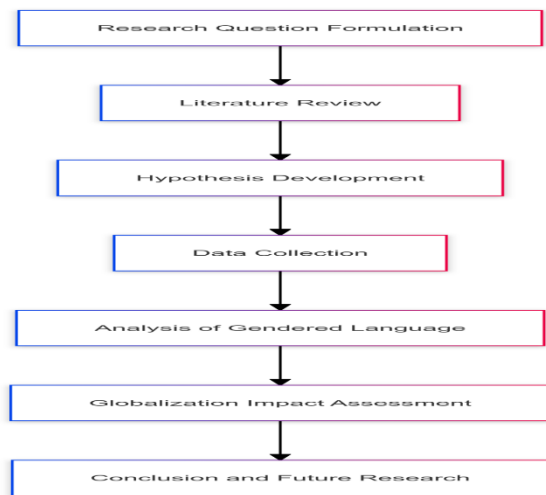 Research Question Formulation
Literature Review
Hypothesis Development
Data Collection
Analysis of Gendered Language
Globalization Impact Assessment
Conclusion and Future Research